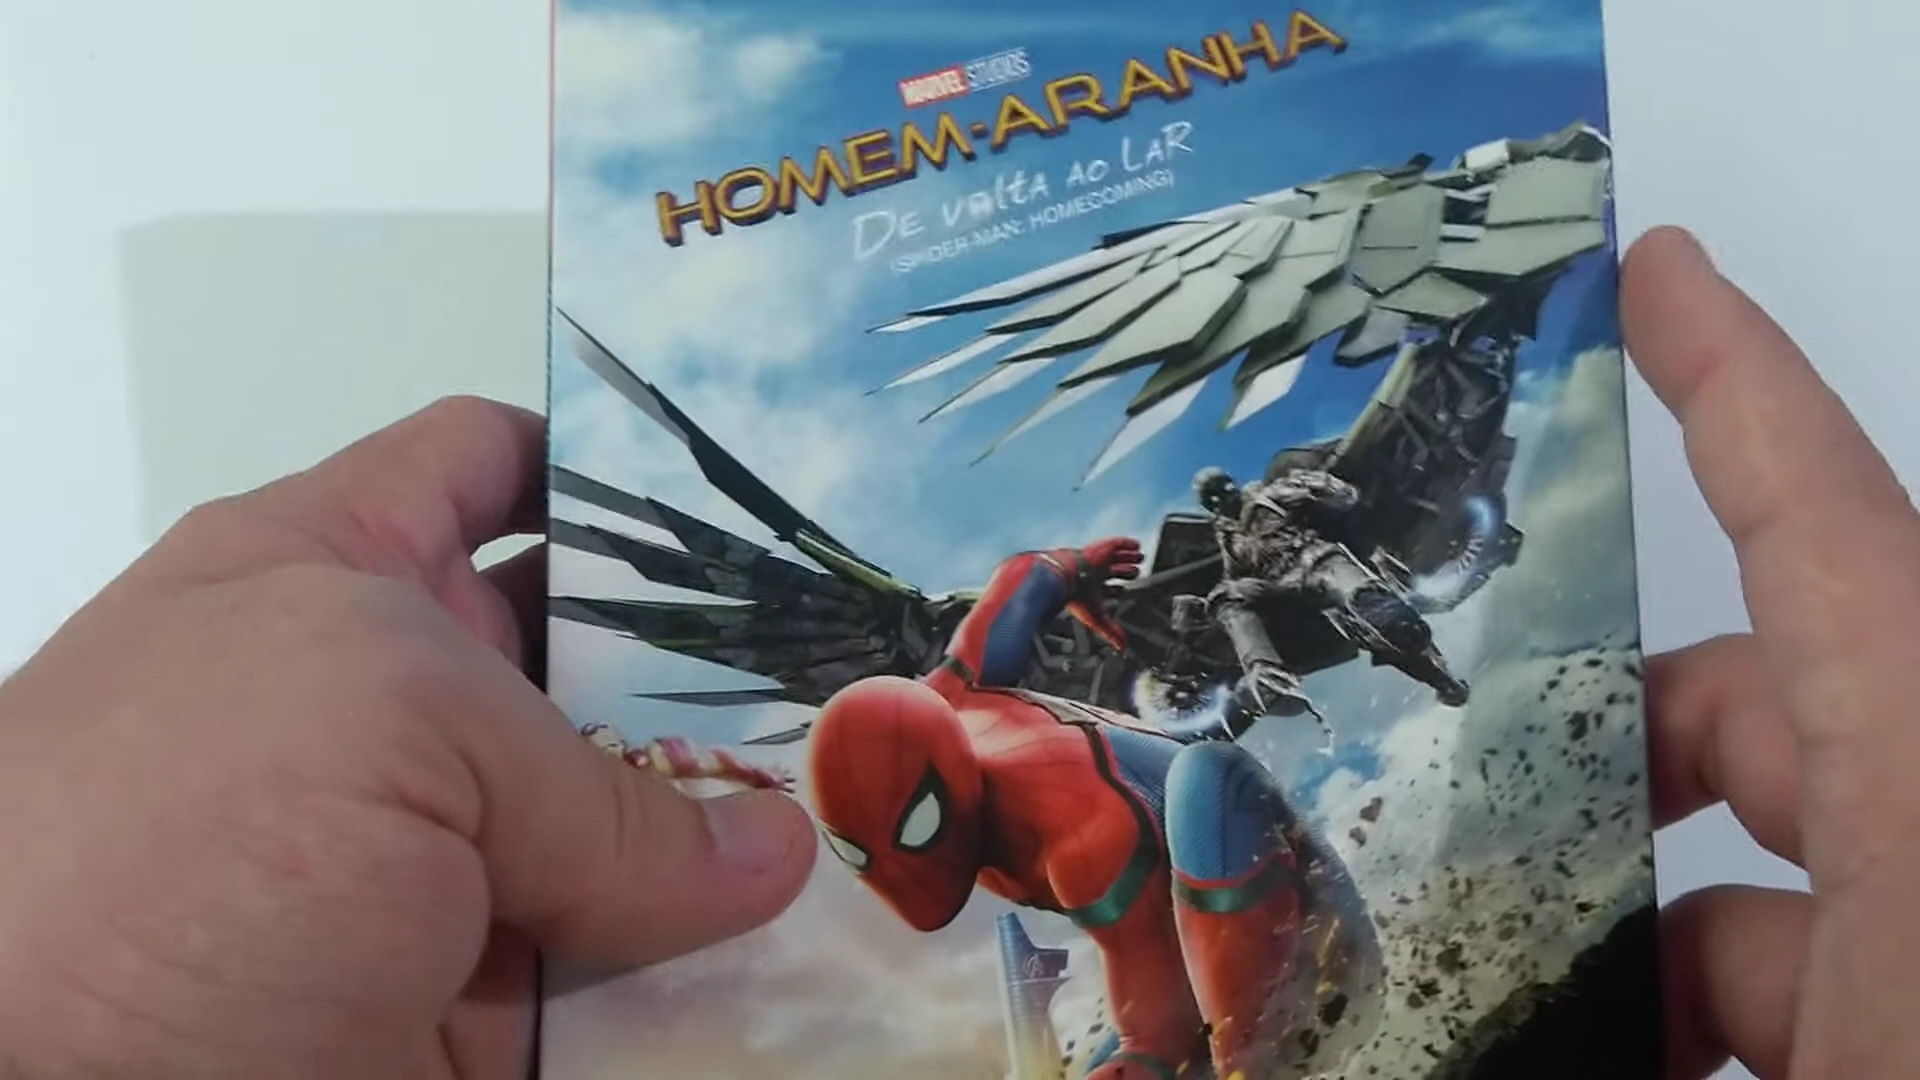 MARVEL STUDIOS
HOMEM-ARANHA
DE VOLTA AO LAR
(SPIDER-MAN: HOMECOMING)